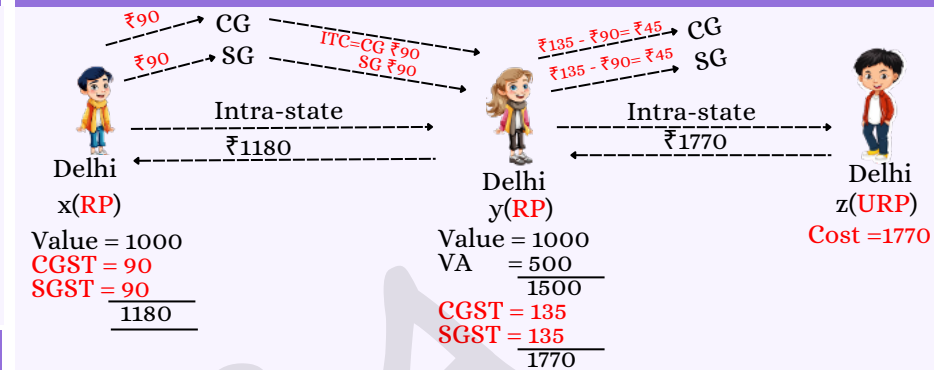 ₹90
CG
₹90
SG
ITC=CG ₹90
SG ₹90
₹135 - ₹90= ₹45
CG
₹135 - ₹90= ₹45
SG
Intra-state
₹1180
Intra-state
₹1770
Delhi
x(RP)
Value = 1000
CGST = 90
SGST = 90
1180
Delhi
y(RP)
Value = 1000
VA = 500
1500
CGST = 135
SGST = 135
1770
Delhi
z(URP)
Cost =1770